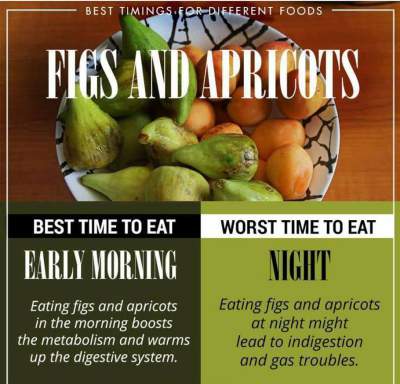 BEST TIMINGS FOR DIFFERENT FOODS
FIGS AND APRICOTS
BEST TIME TO EAT
EARLY MORNING
Eating figs and apricots
in the morning boosts
the metabolism and warms
up the digestive system.
WORST TIME TO EAT
NIGHT
Eating figs and apricots
at night might
lead to indigestion
and gas troubles.